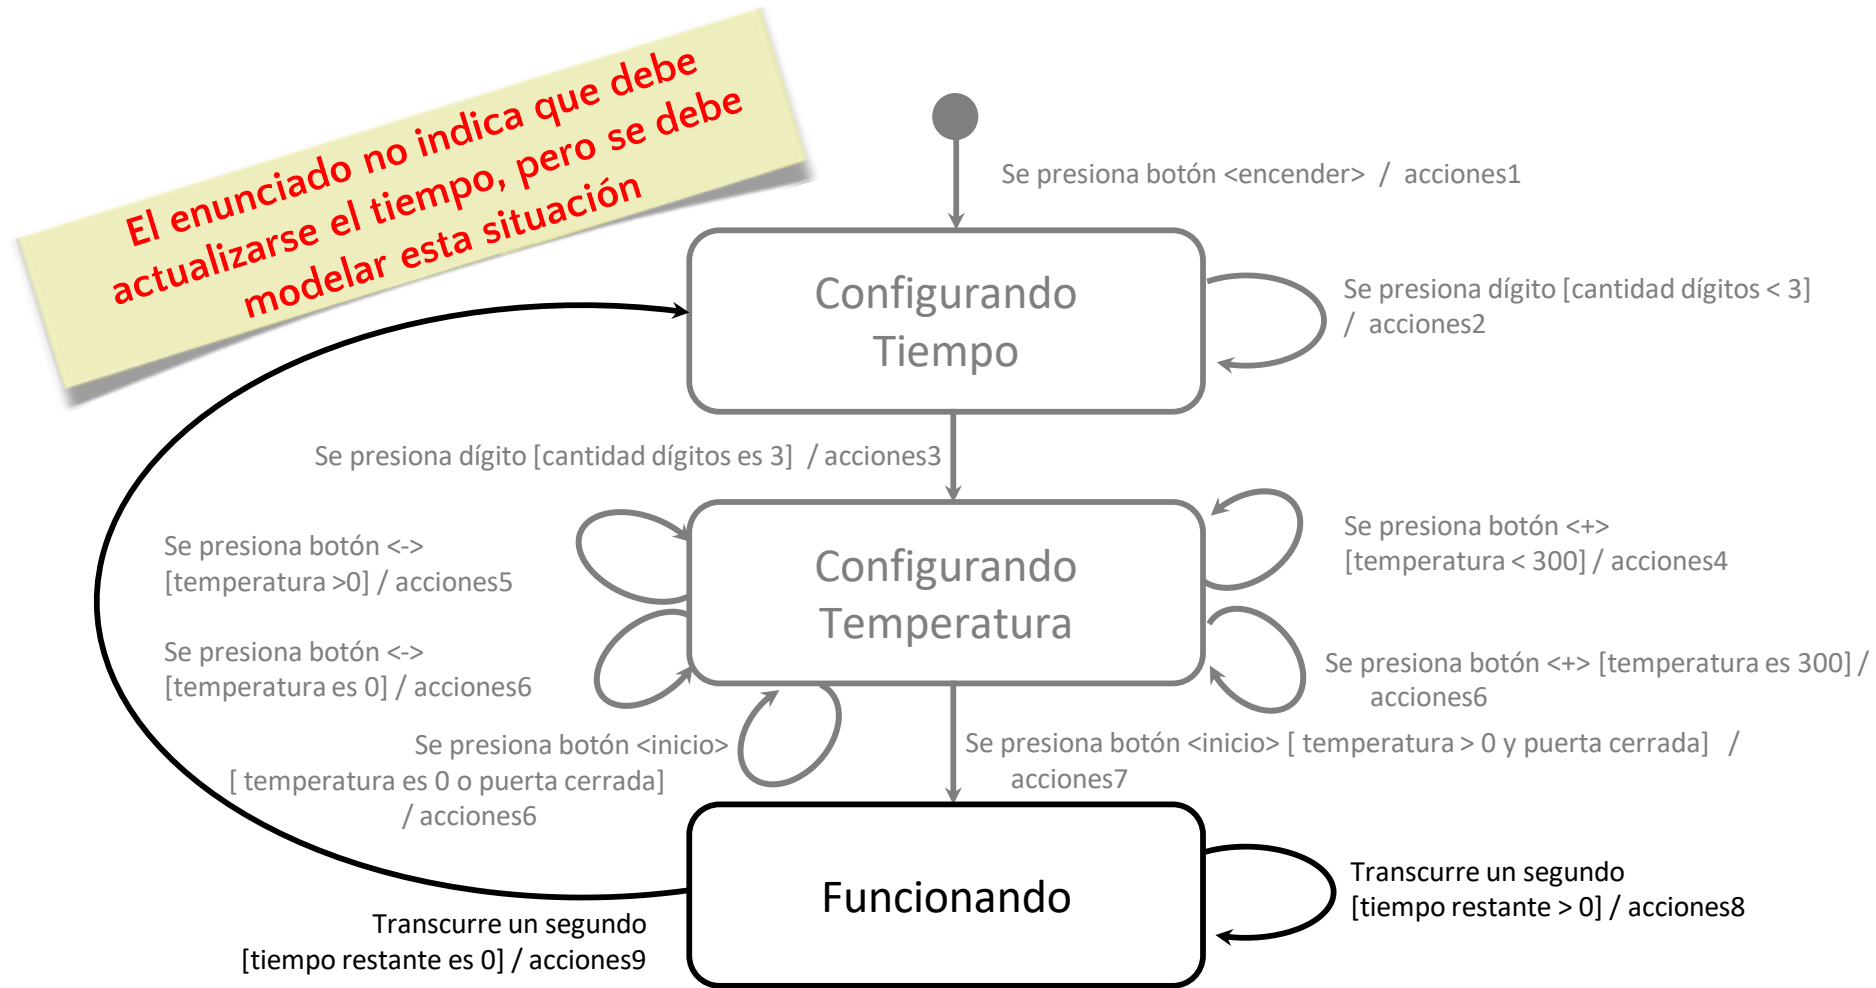 El enunciado no indica que debe
actualizarse el tiempo, pero se debe
modelar esta situación
Se presiona botón <encender> / acciones1
Configurando
Tiempo
Se presiona dígito [cantidad dígitos < 3]
/ acciones2
Se presiona dígito [cantidad dígitos es 3] / acciones3
Se presiona botón <->
[temperatura >0] / acciones5
Configurando
Temperatura
Se presiona botón <+>
[temperatura < 300] / acciones4
Se presiona botón <->
[temperatura es 0] / acciones6
Se presiona botón <+> [temperatura es 300] /
acciones6
Se presiona botón <inicio>
[ temperatura es 0 o puerta cerrada]
/ acciones6
Se presiona botón <inicio> [ temperatura > 0 y puerta cerrada] /
acciones7
Funcionando
Transcurre un segundo
[tiempo restante > 0] / acciones8
Transcurre un segundo
[tiempo restante es 0] / acciones9